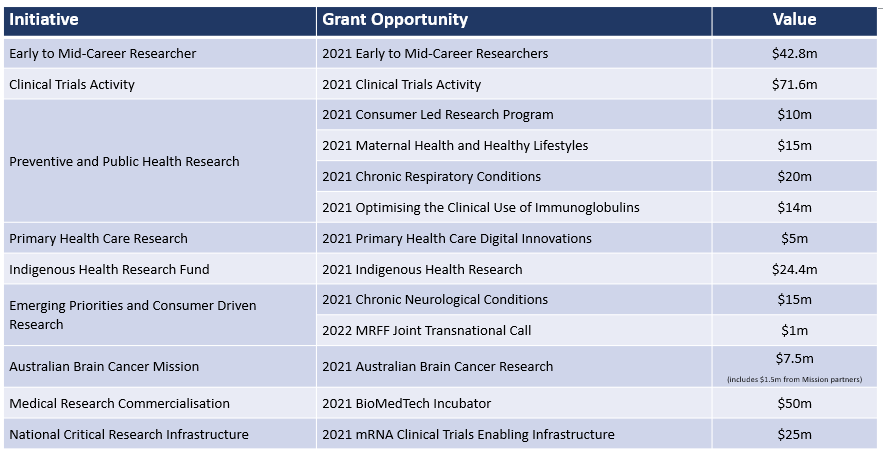 Initiative Grant Opportunity Value
Early to Mid-Career Researcher 2021 Early to Mid-Career Researchers $42.8m
Clinical Trials Activity 2021 Clinical Trials Activity $71.6m
Preventive and Public Health Research 2021 Consumer Led Research Program $10m
2021 Maternal Health and Healthy Lifestyles $15m
2021 Chronic Respiratory Conditions $20m
2021 Optimising the Clinical Use of Immunoglobulins $14m
Primary Health Care Research 2021 Primary Health Care Digital Innovations $5m
Indigenous Health Research Fund 2021 Indigenous Health Research $24.4m
Emerging Priorities and Consumer Driven
Research
2021 Chronic Neurological Conditions $15m
2022 MRFF Joint Transnational Call $1m
Australian Brain Cancer Mission 2021 Australian Brain Cancer Research $7.5m
(includes $1.5m from Mission partners)
Medical Research Commercialisation 2021 BioMedTech Incubator $50m
National Critical Research Infrastructure 2021 mRNA Clinical Trials Enabling Infrastructure $25m